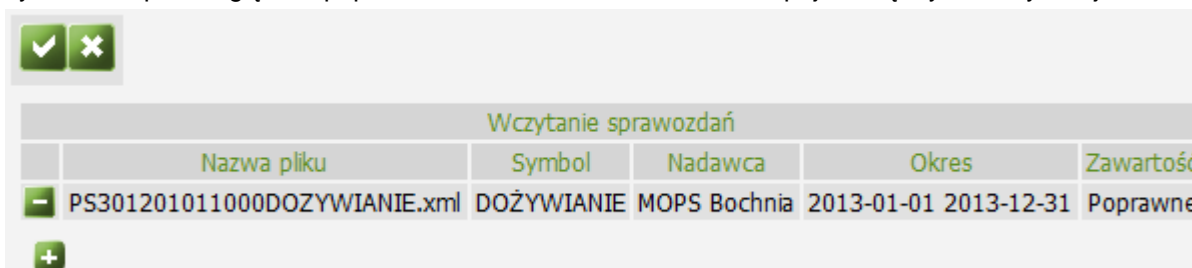 Wczytanie sprawozdań
Nazwa pliku Symbol Nadawca Okres
PS301201011000DOZYWIANIE.xml DOŻYWIANIE MOPS Bochnia 2013-01-01 2013-12-31 Poprawne